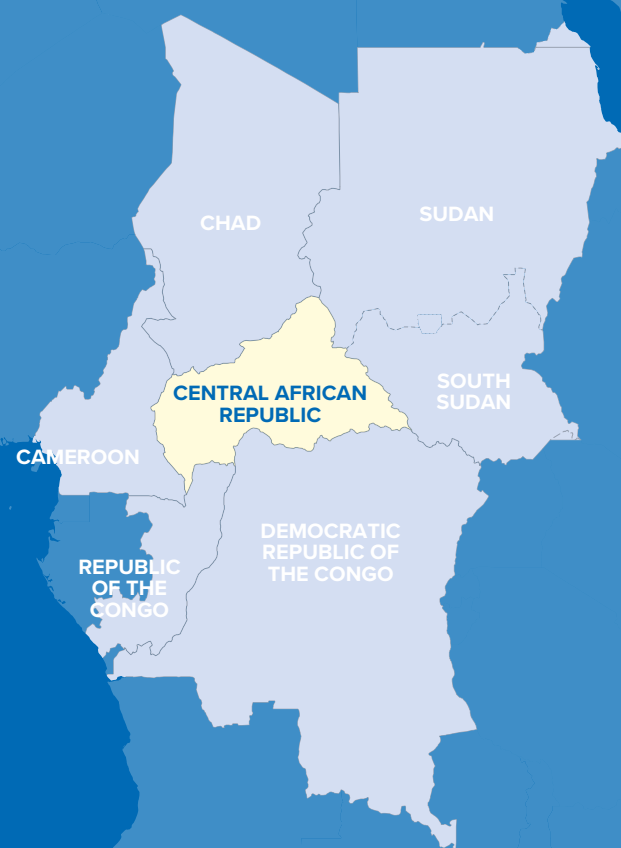 CHAD
SUDAN
CENTRAL AFRICAN
REPUBLIC
SOUTH
SUDAN
CAMEROON
DEMOCRATIC
REPUBLIC OF
THE CONGO
REPUBLIC
OF THE
CONGO